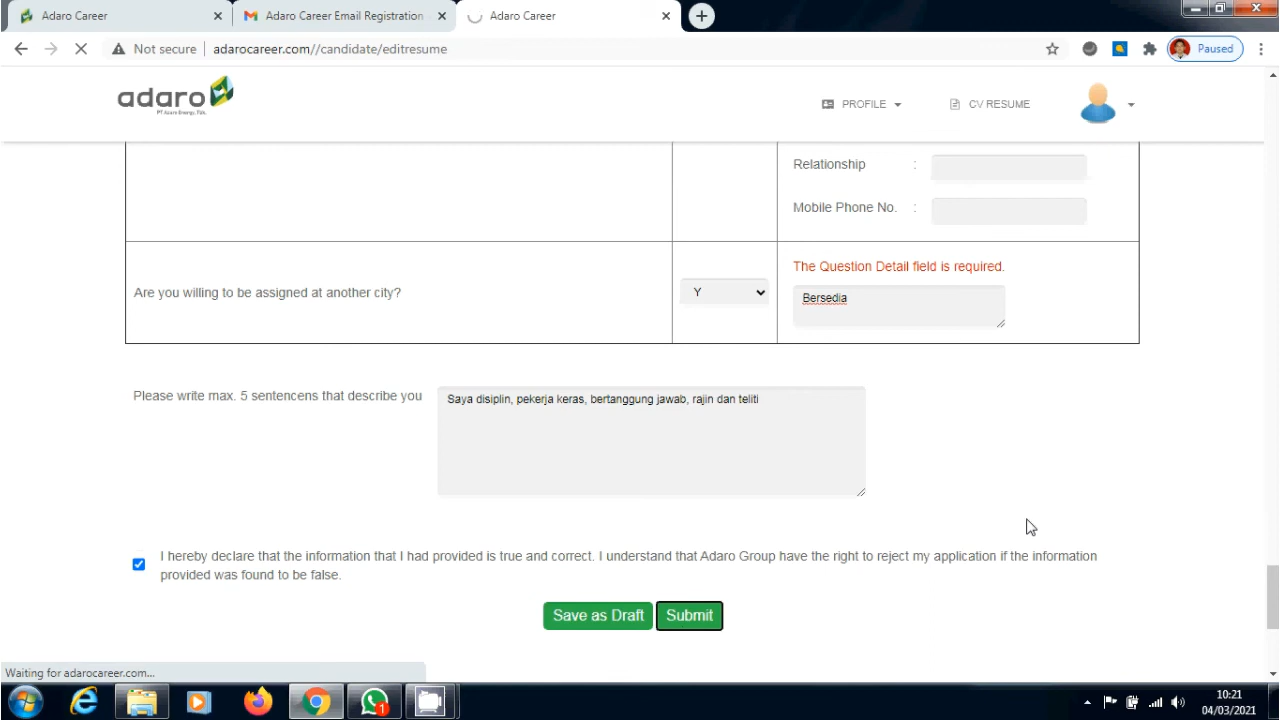 Adaro Career
Adaro Career Email Registration
Adaro Career
Not secure
adarocareer.com//candidate/editresume
Paused
adaro
PT Adaro Energy, Tbk.
PROFILE
CV RESUME
Relationship :
Mobile Phone No. :
The Question Detail field is required.
Are you willing to be assigned at another city?
Y
Bersedia
Please write max. 5 sentencens that describe you
Saya disiplin, pekerja keras, bertanggung jawab, rajin dan teliti
I hereby declare that the information that I had provided is true and correct. I understand that Adaro Group have the right to reject my application if the information
provided was found to be false.
Save as Draft
Submit
Waiting for adarocareer.com...
1
10:21
04/03/2021